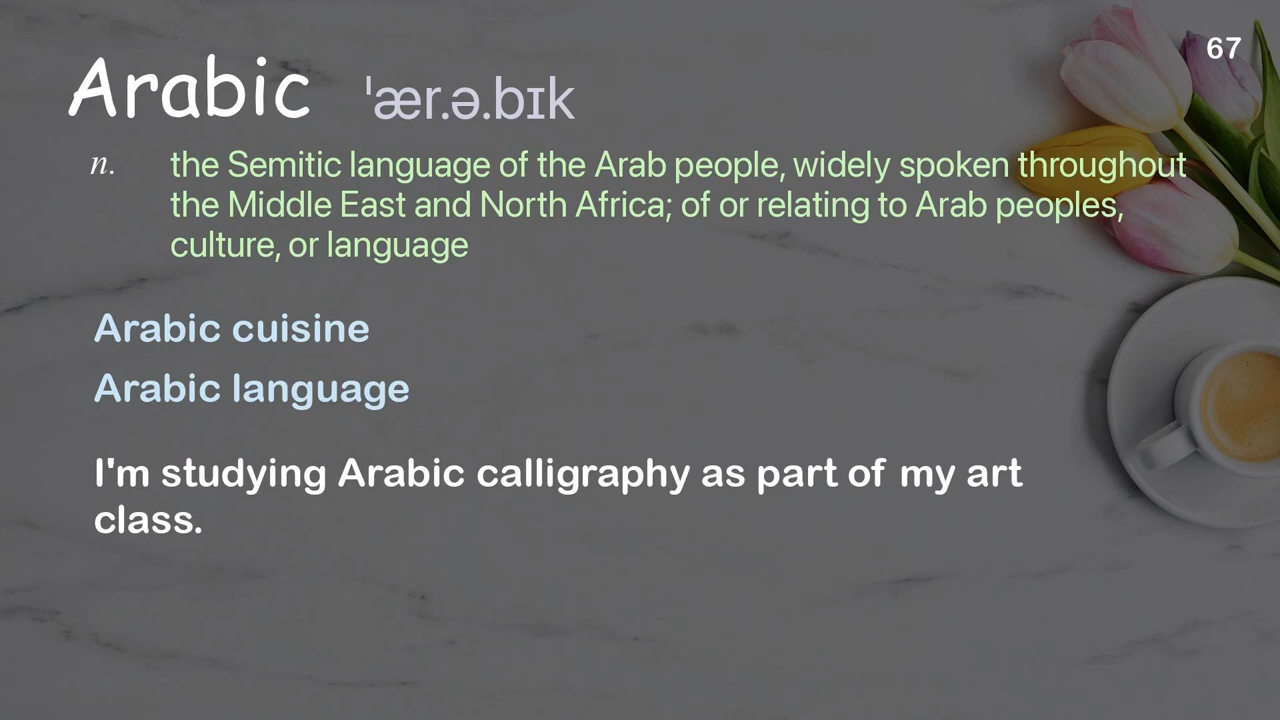 67
Arabic ˈær.ə.bɪk
n. the Semitic language of the Arab people, widely spoken throughout
the Middle East and North Africa; of or relating to Arab peoples,
culture, or language
Arabic cuisine
Arabic language
I'm studying Arabic calligraphy as part of my art
class.